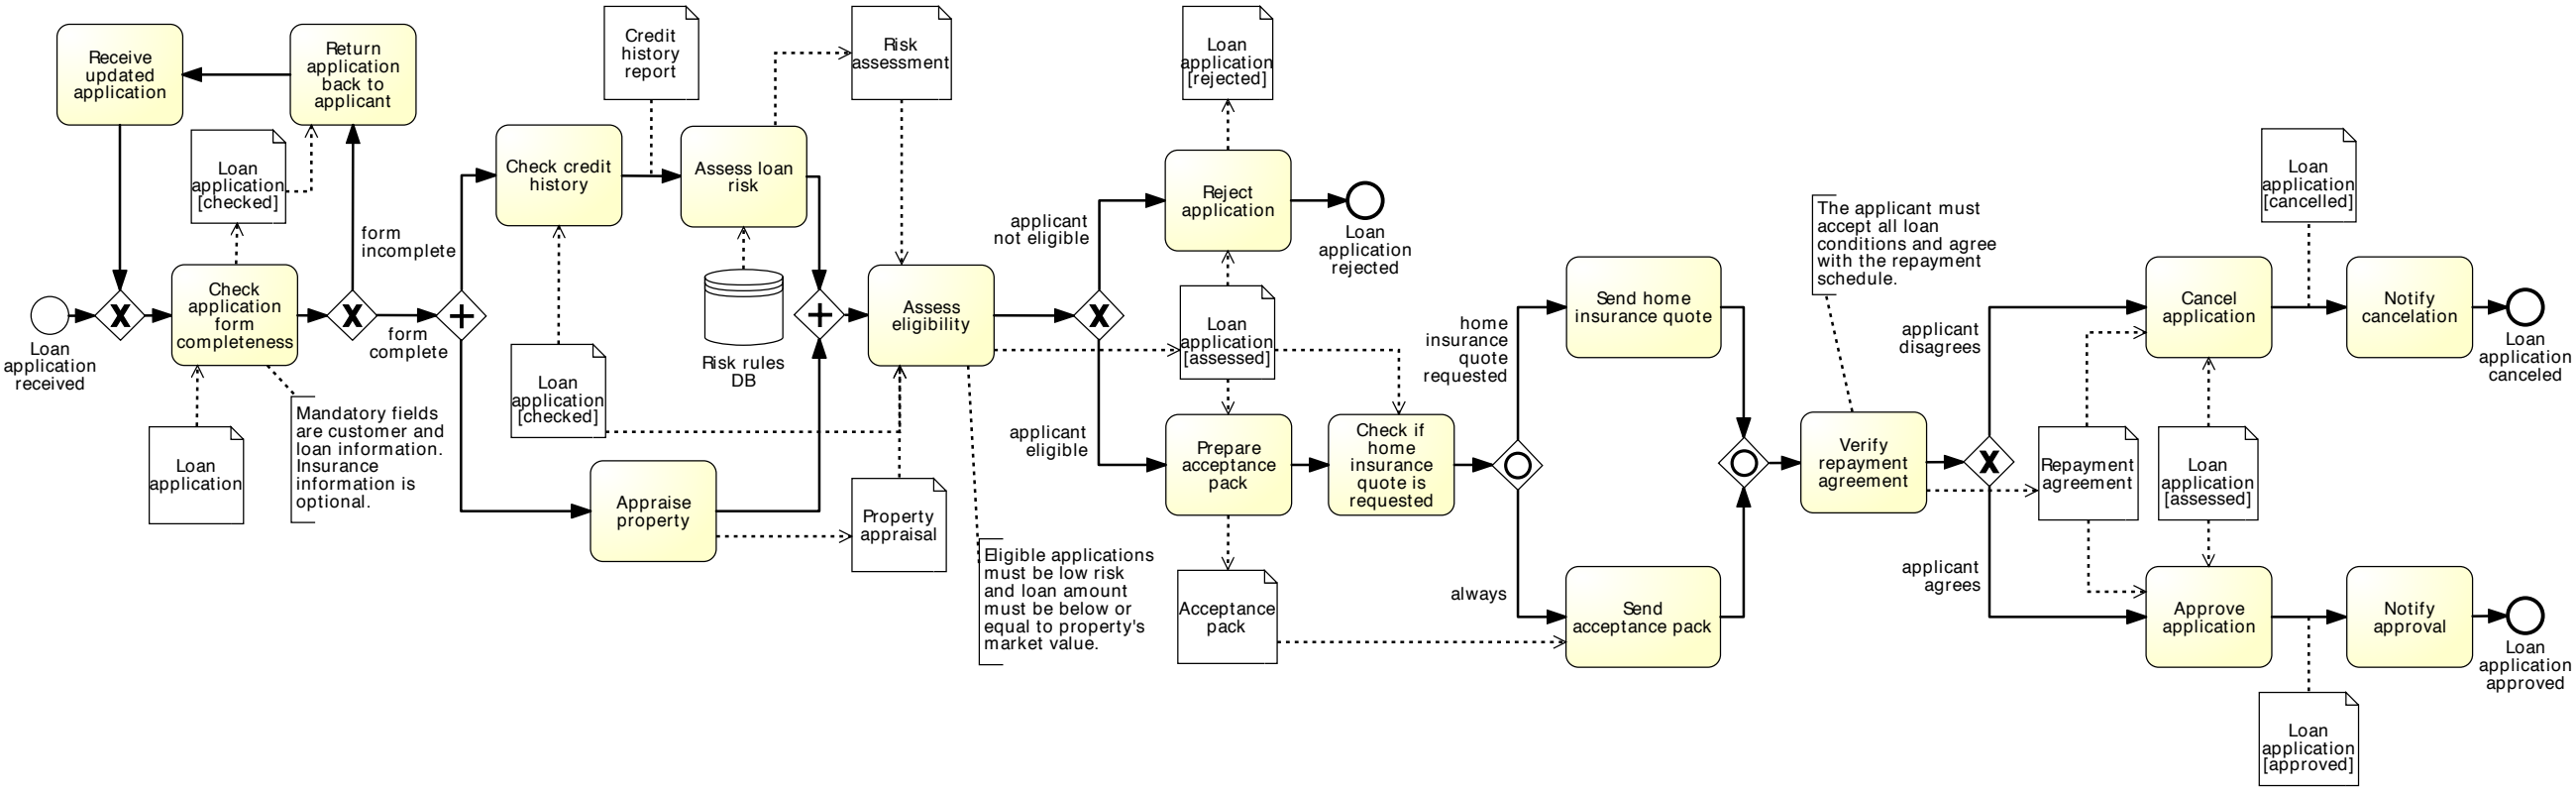 Receive
updated
application
Return
application
back to
applicant
Credit
history
report
Risk
assessment
Loan
application
[rejected]
Loan
application
[checked]
Check credit
history
Assess loan
risk
Reject
application
Loan
application
[cancelled]
form
incomplete
applicant
not eligible
Loan
application
rejected
The applicant must
accept all loan
conditions and agree
with the repayment
schedule.
Loan
application
received
Check
application
form
completeness
form
complete
Risk rules
DB
Assess
eligibility
Loan
application
[assessed]
home
insurance
quote
requested
Send home
insurance quote
applicant
disagrees
Cancel
application
Notify
cancelation
Loan
application
canceled
Loan
application
Mandatory fields
are customer and
loan information.
Insurance
information is
optional.
Loan
application
[checked]
Appraise
property
Property
appraisal
applicant
eligible
Prepare
acceptance
pack
Check if
home
insurance
quote is
requested
Verify
repayment
agreement
Repayment
agreement
Loan
application
[assessed]
Eligible applications
must be low risk
and loan amount
must be below or
equal to property's
market value.
Acceptance
pack
always
Send
acceptance pack
applicant
agrees
Approve
application
Notify
approval
Loan
application
approved
Loan
application
[approved]